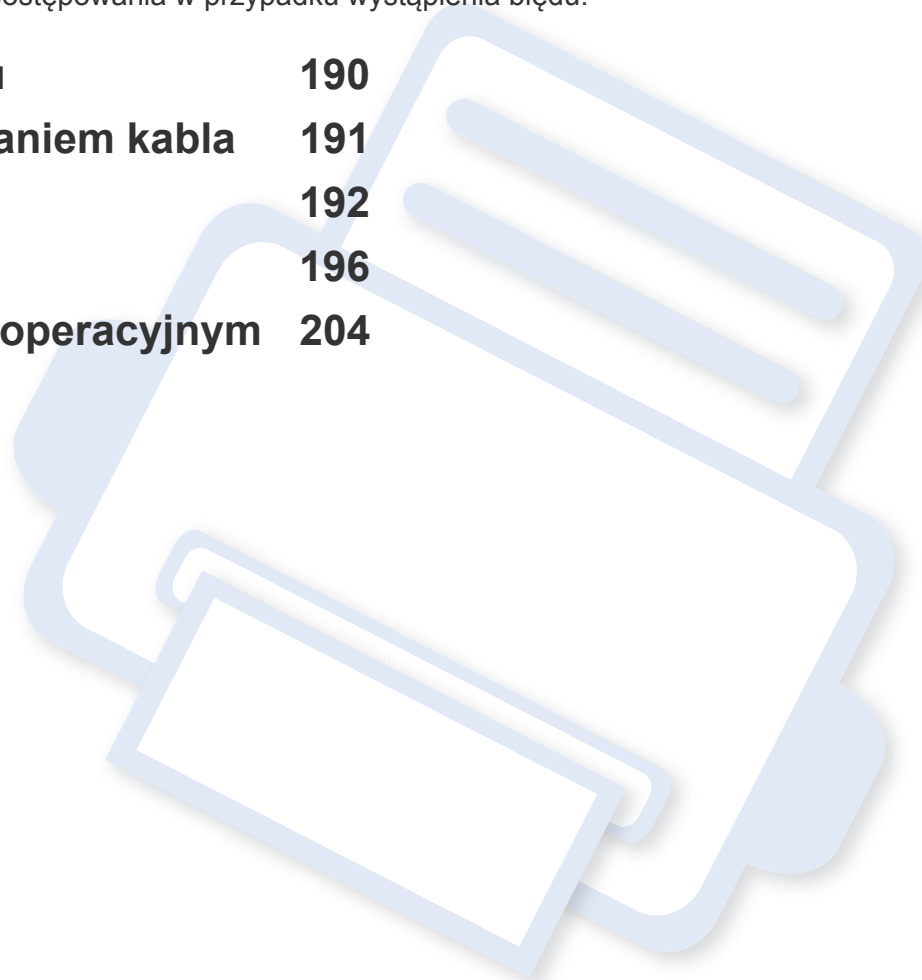 ostępowania w przypadku wystąpienia błędu.
190
aniem kabla 191
192
196
operacyjnym 204